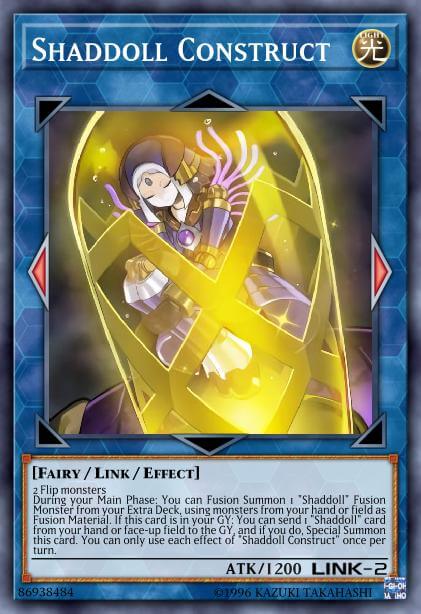 SHADDOLL CONSTRUCT
LIGHT
光
[FAIRY / LINK / EFFECT]
2 Flip monsters
During your Main Phase: You can Fusion Summon 1 "Shaddoll" Fusion
Monster from your Extra Deck, using monsters from your hand or field as
Fusion Material. If this card is in your GY: You can send 1 "Shaddoll" card
from your hand or face-up field to the GY, and if you do, Special Summon
this card. You can only use each effect of "Shaddoll Construct" once per
turn.
ATK/1200 LINK-2
86938484
©1996 KAZUKI TAKAHASHI